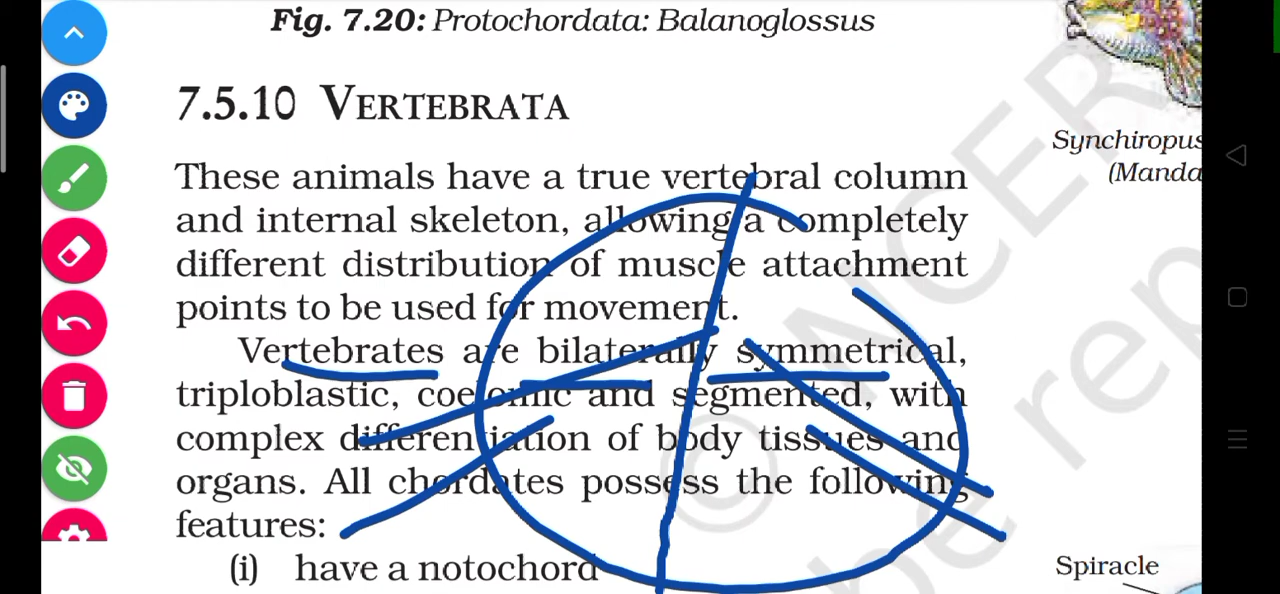 Fig. 7.20: Protochordata: Balanoglossus
7.5.10 VERTEBRATA
These animals have a true vertebral column
and internal skeleton, allowing a completely
different distribution of muscle attachment
points to be used for movement.
Vertebrates are bilaterally symmetrical,
triploblastic, coelomic and segmented, with
complex differentiation of body tissues and
organs. All chordates possess the following
features:
(i) have a notochord
Synchiropus
(Manda
Spiracle
© NCER
be rep